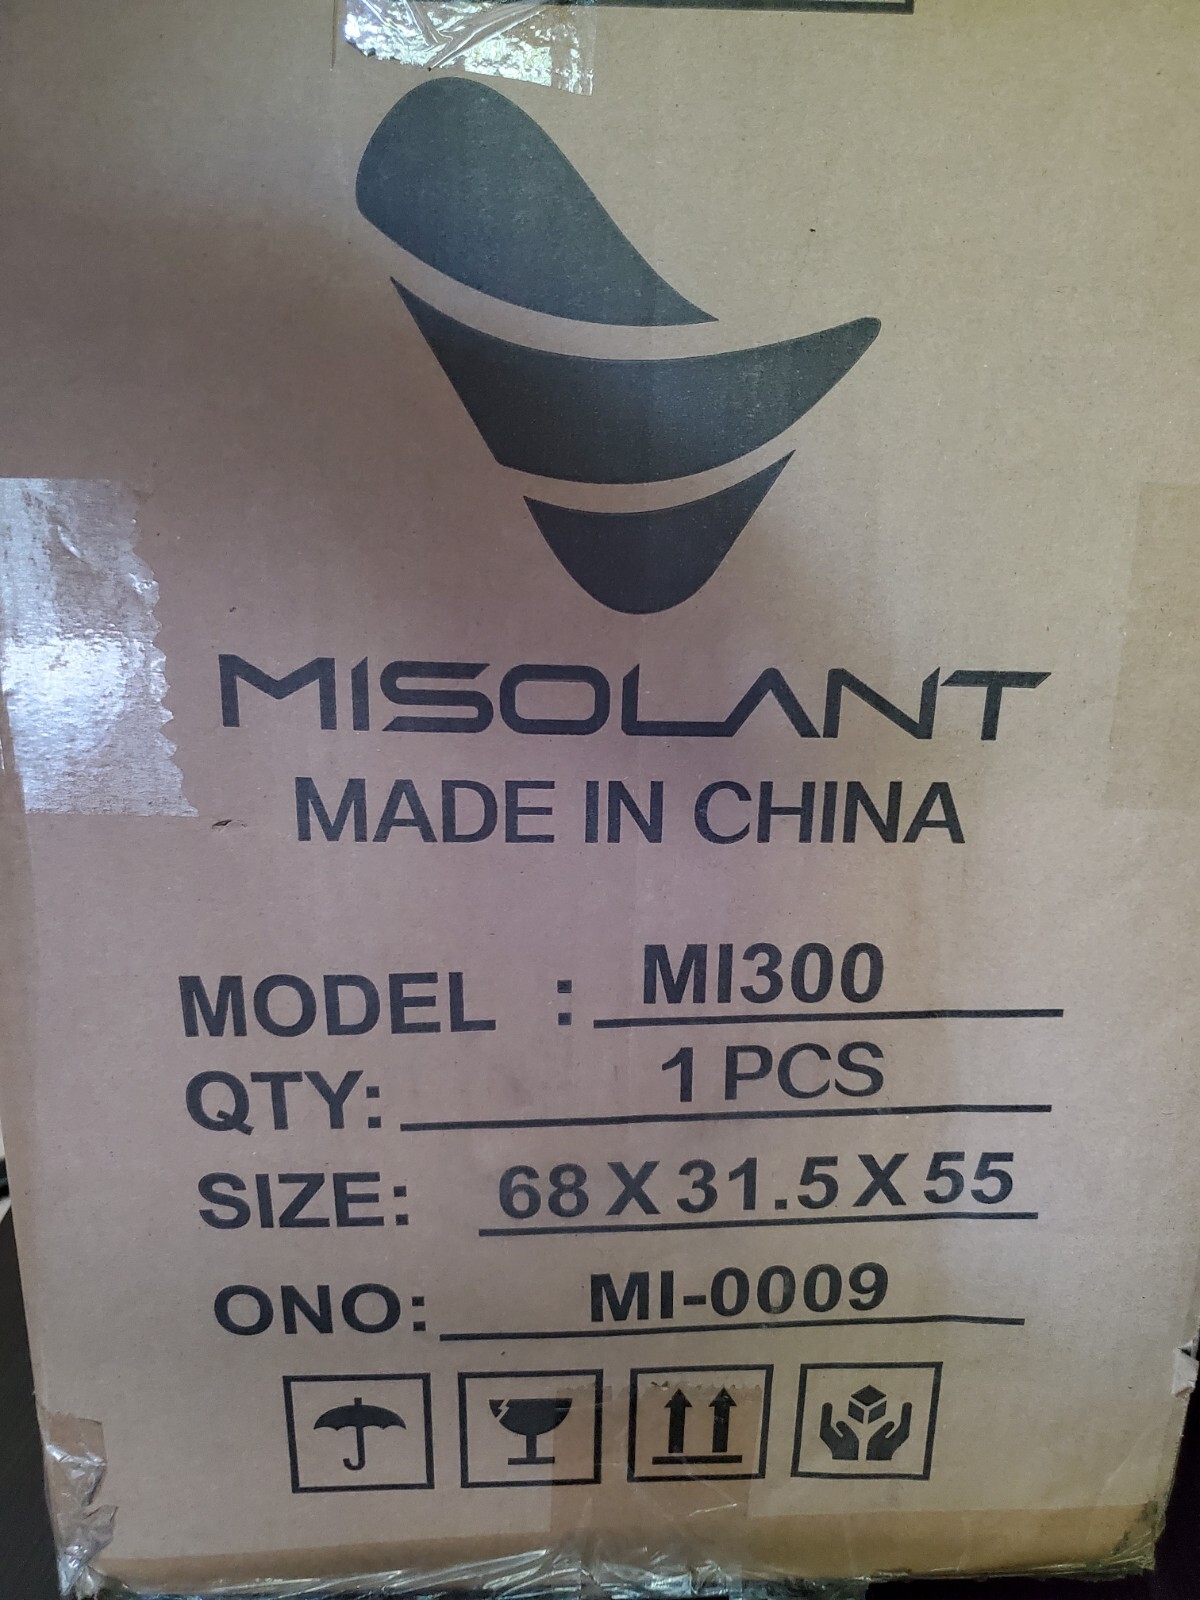 MISOLANT
MADE IN CHINA
MODEL : MI300
QTY: 1 PCS
SIZE: 68 X 31.5 X 55
ONO: MI-0009